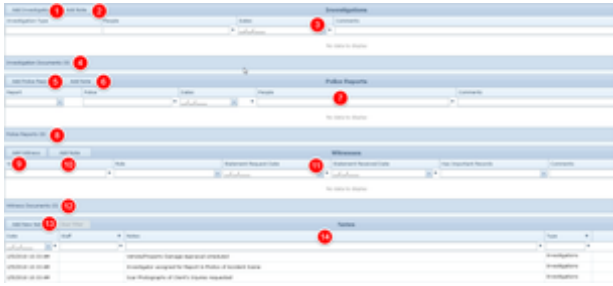 Add Investigation 1 Add Note 2 Investigations
Investigation Type People Dates 3 Comments
No data to display
Investigation Documents (0) 4
Add Police Report 5 Add Note 6 Police Reports
Report Police Dates People Comments
7
No data to display
Police Reports (0) 8
Add Witness Add Note Witnesses
9 10 Role Statement Request Date 11 Statement Received Date Has Important Records Comments
No data to display
Witness Documents (0) 12
Add New Note 13 Notes
Date Staff Notes 14 Type
Vehicle/Property Damage Appraisal scheduled Investigations
Investigator assigned for Report & Photos of Incident Scene Investigations
Scar Photographs of Client's injuries requested Investigations